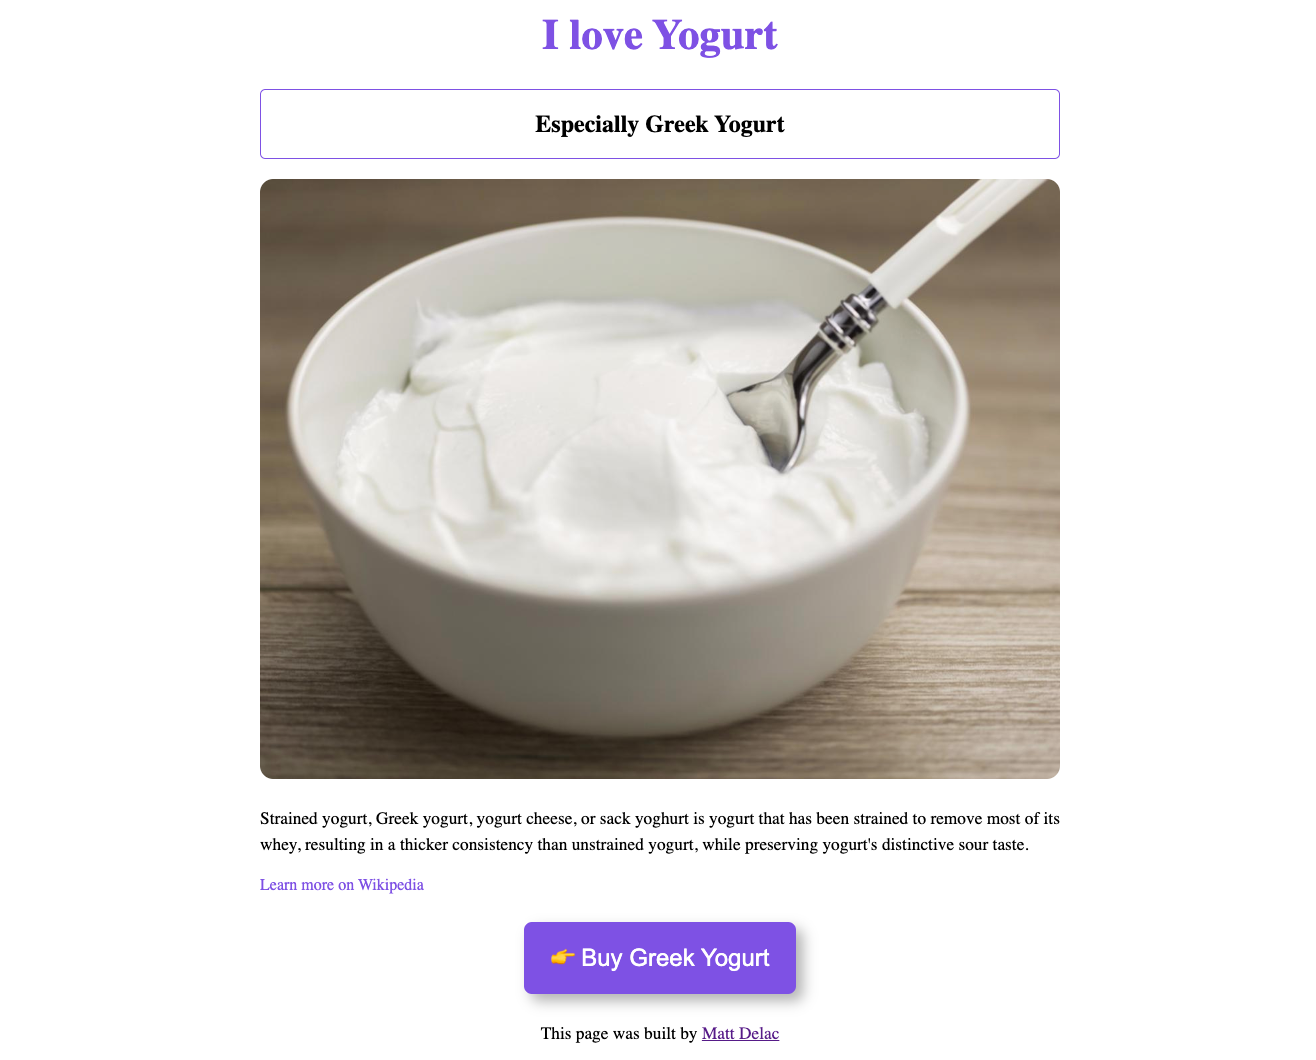 I love Yogurt
Especially Greek Yogurt
Strained yogurt, Greek yogurt, yogurt cheese, or sack yoghurt is yogurt that has been strained to remove most of its
whey, resulting in a thicker consistency than unstrained yogurt, while preserving yogurt's distinctive sour taste.
Learn more on Wikipedia
👉 Buy Greek Yogurt
This page was built by Matt Delac